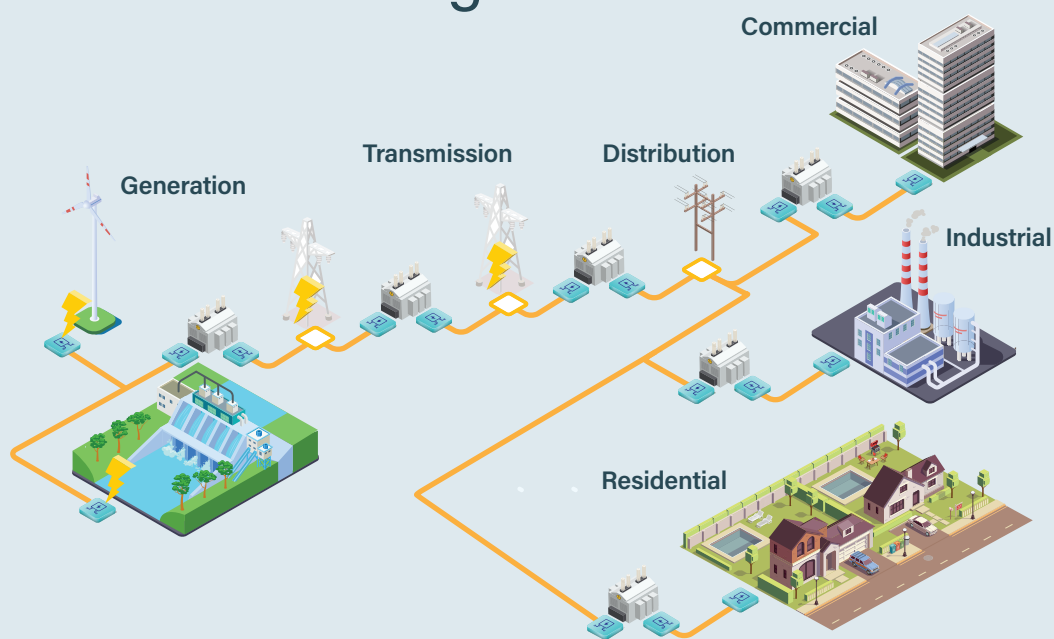 Commercial
Transmission
Distribution
Generation
Industrial
Residential